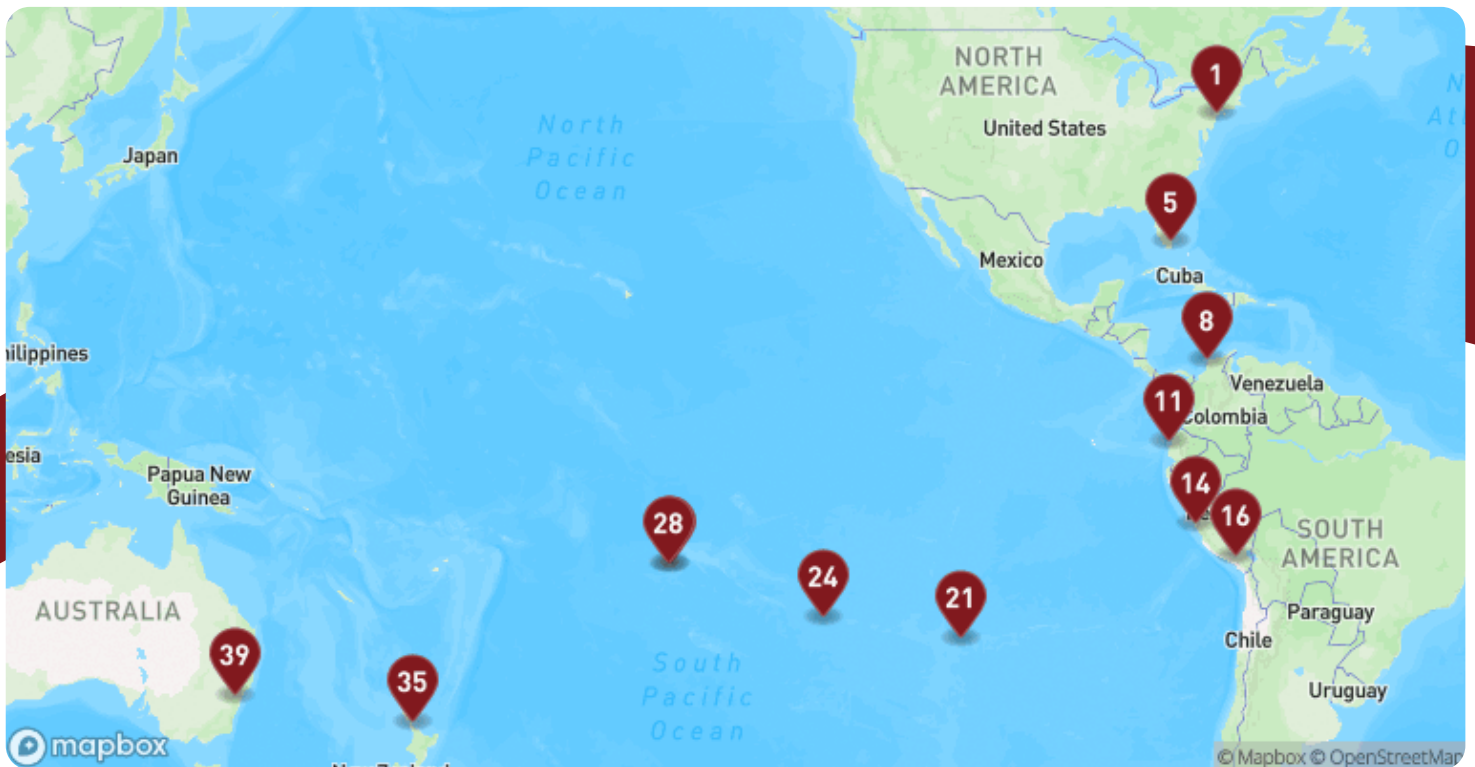 NORTH
AMERICA
1
North
Pacific
Ocean
United States
Japan
5
Mexico
Cuba
8
Venezuela
11
Colombia
Papua New
Guinea
14
16
28
SOUTH
AMERICA
24
21
AUSTRALIA
Paraguay
Chile
39
35
South
Pacific
Ocean
Uruguay
mapbox
© Mapbox © OpenStreetMap